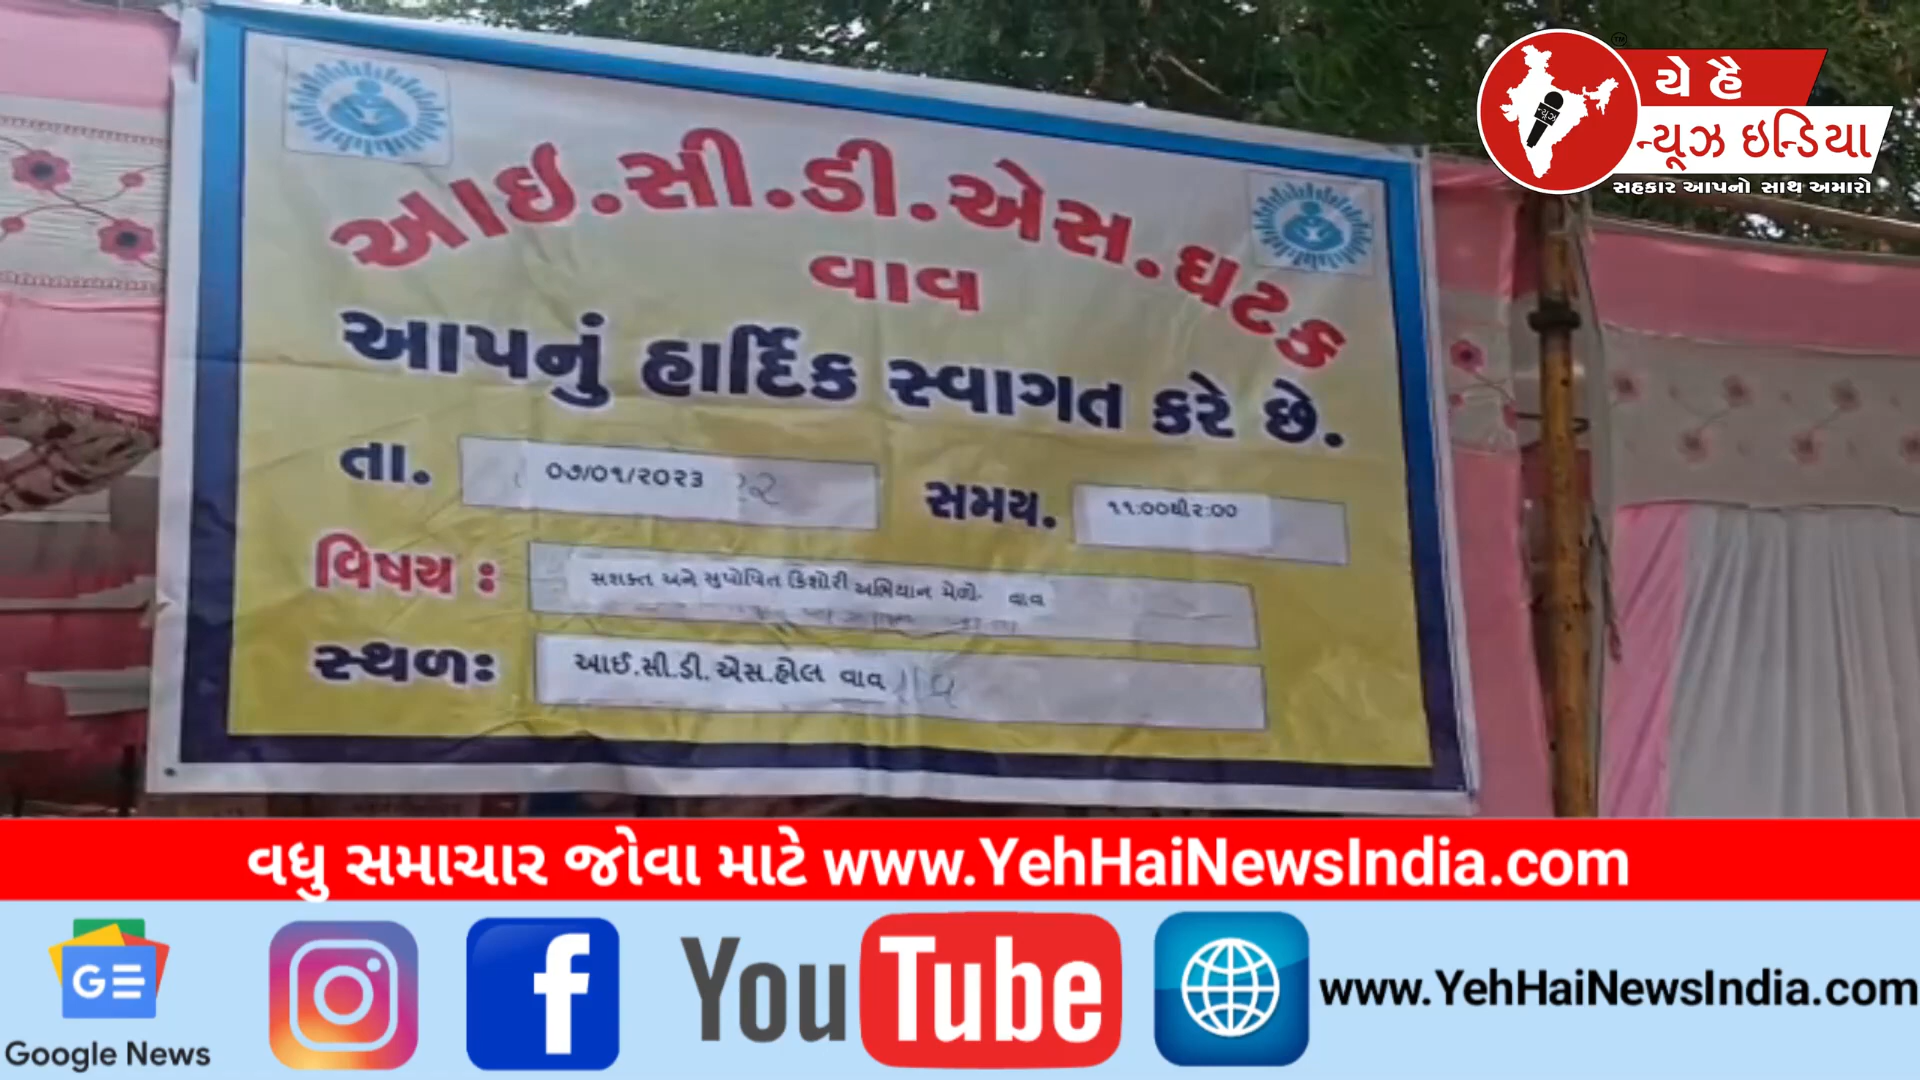 યે હૈ
ન્યૂઝ ઇન્ડિયા
ન્યૂઝ
સહકાર આપનો સાથ અમારો
આઇ.સી.ડી.એસ.ઘટક
વાવ
આપનું હાર્દિક સ્વાગત કરે છે.
તા. ૦૭/૦૧/૨૦૨૩ સમય. ૧૧:૦૦થી૨:૦૦
વિષય : સશક્ત અને સુપોષિત કિશોરી અભિયાન મેળો- વાવ
સ્થળ: આઈ.સી.ડી.એસ.હોલ વાવ
વધુ સમાચાર જોવા માટે www.YehHaiNewsIndia.com
Google News
YouTube
www.YehHaiNewsIndia.com